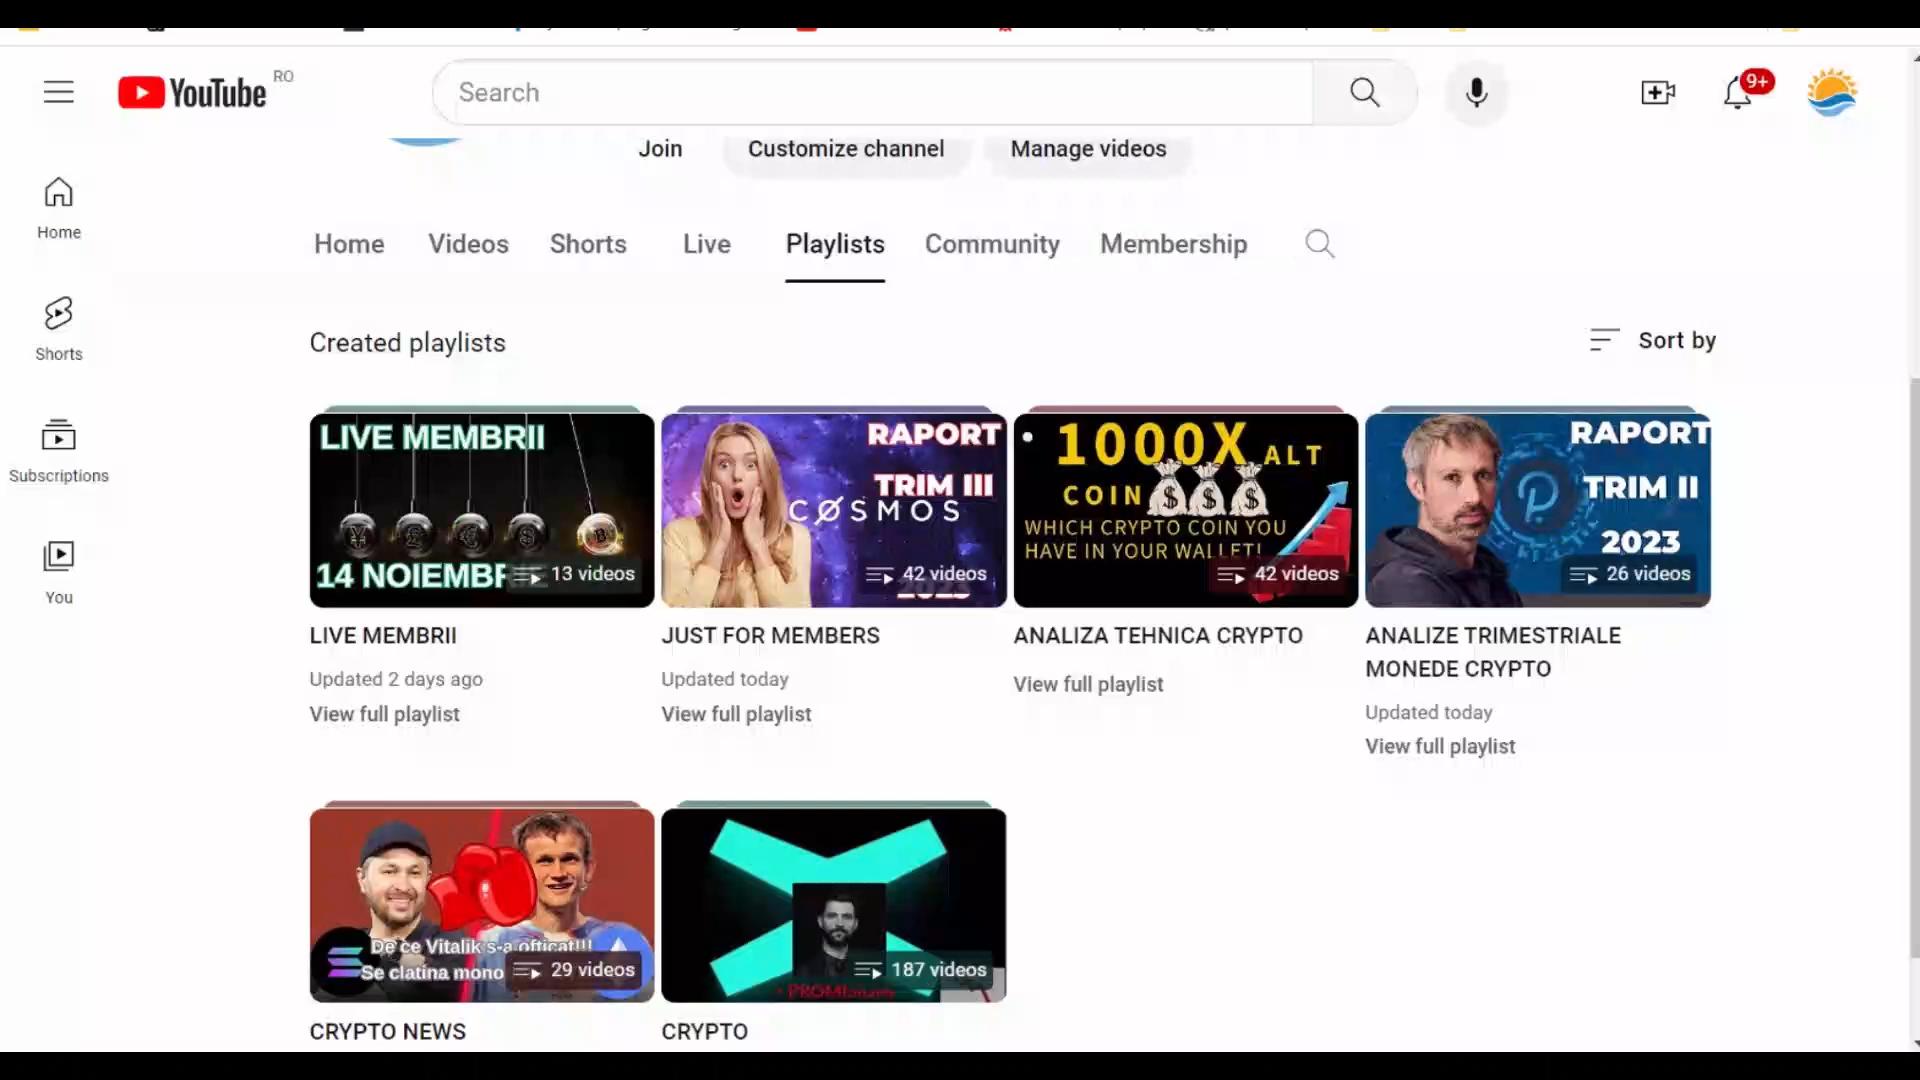 YouTube RO
Search
9+
Join
Customize channel
Manage videos
Home
Videos
Shorts
Live
Playlists
Community
Membership
Home
Shorts
Subscriptions
You
Created playlists
Sort by
LIVE MEMBRII
14 NOIEMBR
13 videos
LIVE MEMBRII
Updated 2 days ago
View full playlist
RAPORT
TRIM III
COSMOS
2023
42 videos
JUST FOR MEMBERS
Updated today
View full playlist
1000X ALT
COIN
WHICH CRYPTO COIN YOU
HAVE IN YOUR WALLET!
42 videos
ANALIZA TEHNICA CRYPTO
View full playlist
RAPORT
TRIM II
2023
26 videos
ANALIZE TRIMESTRIALE
MONEDE CRYPTO
Updated today
View full playlist
De ce Vitalik s-a ofticat!!!
Se clatina mono
29 videos
CRYPTO NEWS
187 videos
CRYPTO